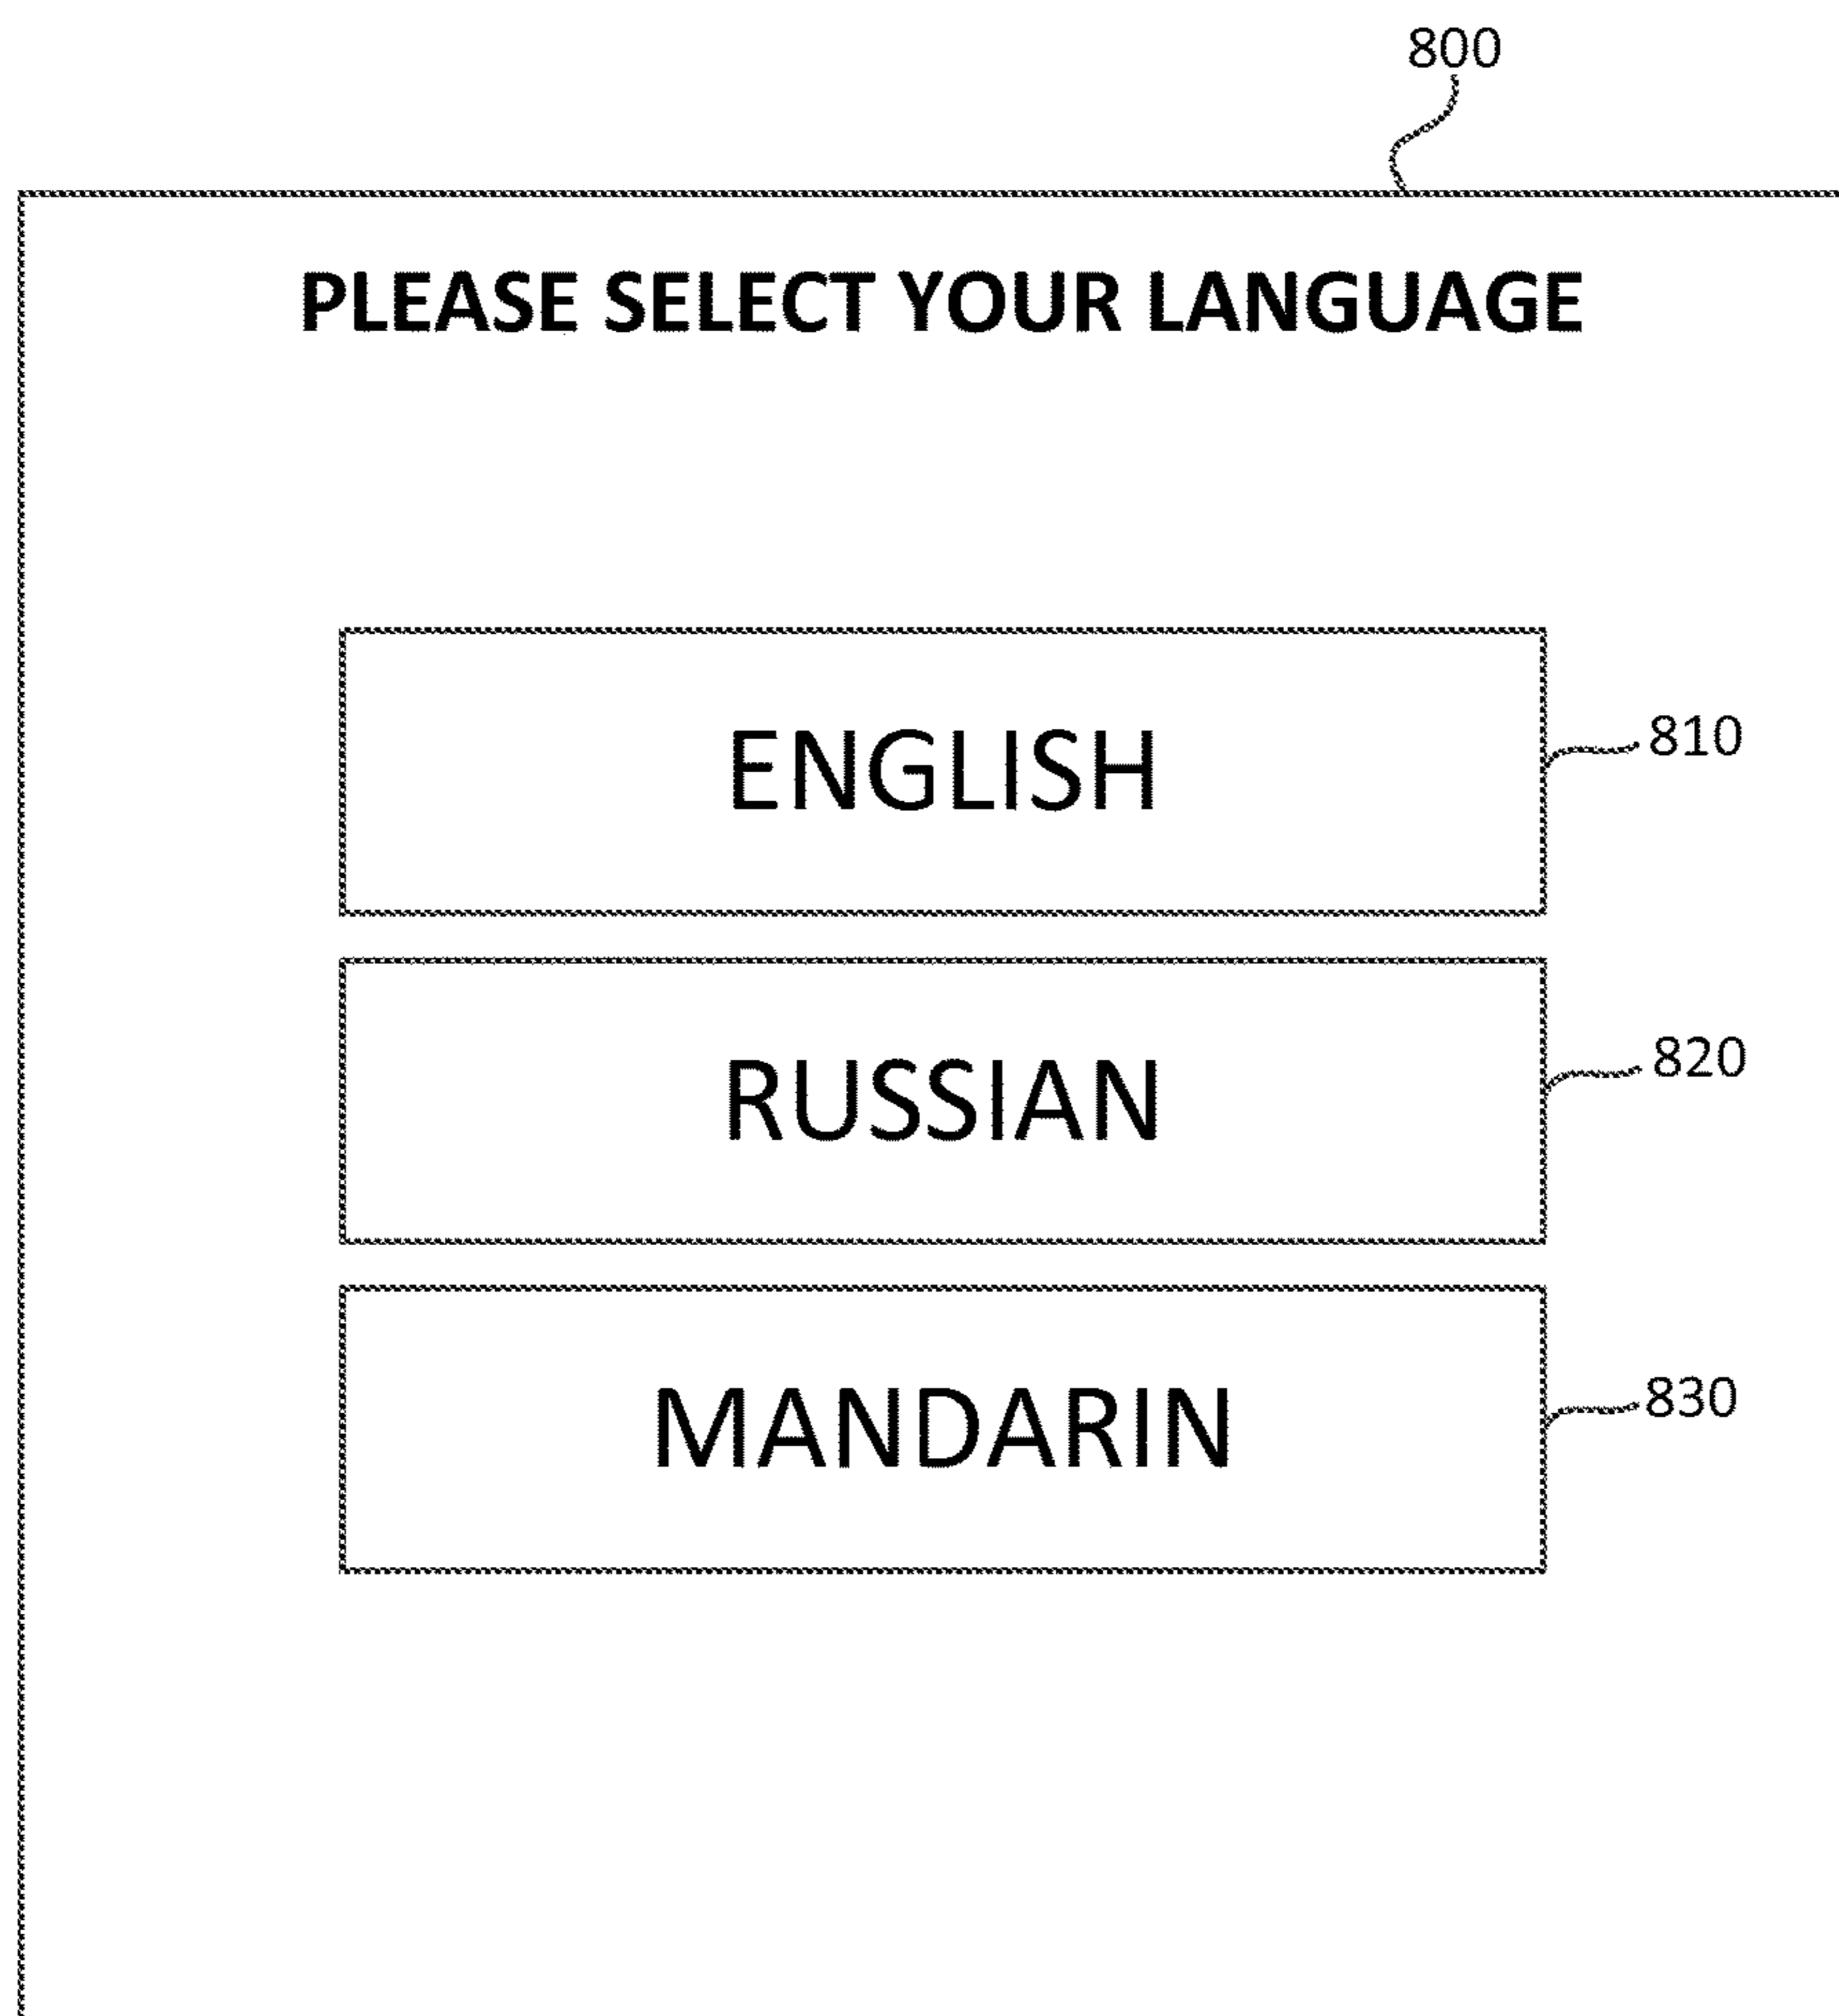 800
PLEASE SELECT YOUR LANGUAGE
ENGLISH
810
RUSSIAN
820
MANDARIN
830